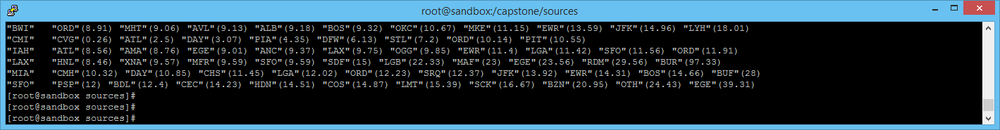 root@sandbox:/capstone/sources
"BWI" "ORD"(8.91) "MHT"(9.06) "AVL"(9.13) "ALB"(9.18) "BOS"(9.32) "OKC"(10.67) "MKE"(11.15) "EWR"(13.59) "JFK"(14.96) "LYH"(18.01)
"CMI" "CVG"(0.26) "ATL"(2.5) "DAY"(3.07) "PIA"(4.35) "DFW"(6.13) "STL"(7.2) "ORD"(10.14) "PIT"(10.55)
"IAH" "ATL"(8.56) "AMA"(8.76) "EGE"(9.01) "ANC"(9.37) "LAX"(9.75) "OGG"(9.85) "EWR"(11.4) "LGA"(11.42) "SFO"(11.56) "ORD"(11.91)
"LAX" "HNL"(8.46) "XNA"(9.57) "MFR"(9.59) "SFO"(9.59) "SDF"(15) "LGB"(22.33) "MAF"(23) "EGE"(23.56) "RDM"(29.56) "BUR"(97.33)
"MIA" "CMH"(10.32) "DAY"(10.85) "CHS"(11.45) "LGA"(12.02) "ORD"(12.23) "SRQ"(12.37) "JFK"(13.92) "EWR"(14.31) "BOS"(14.66) "BUF"(28)
"SFO" "PSP"(12) "BDL"(12.4) "CEC"(14.23) "HDN"(14.51) "COS"(14.87) "LMT"(15.39) "SCK"(16.67) "BZN"(20.95) "OTH"(24.43) "EGE"(39.31)
[root@sandbox sources]#
[root@sandbox sources]#
[root@sandbox sources]#